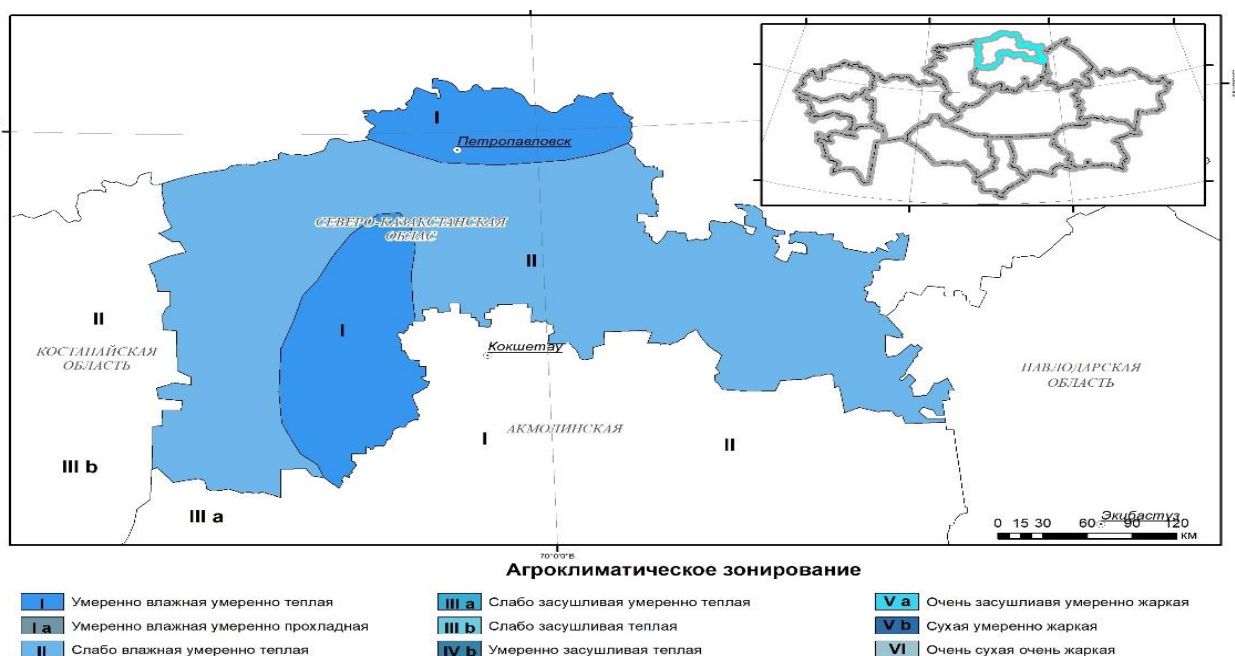 I
Петропавловск
СЕВЕРО-КАЗАХСТАНСКАЯ
ОБЛАС
II
I
II
КОСТАНАЙСКАЯ
ОБЛАСТЬ
Кокшетау
ПАВЛОДАРСКАЯ
ОБЛАСТЬ
I
АКМОЛИНСКАЯ
II
III b
III a
Экибастуз
0 15 30 60 90 120
КМ
70°0'0"В
Агроклиматическое зонирование
I Умеренно влажная умеренно теплая
I a Умеренно влажная умеренно прохладная
II Слабо влажная умеренно теплая
III a Слабо засушливая умеренно теплая
III b Слабо засушливая теплая
IV b Умеренно засушливая теплая
V a Очень засушлиавя умеренно жаркая
V b Сухая умеренно жаркая
VI Очень сухая очень жаркая